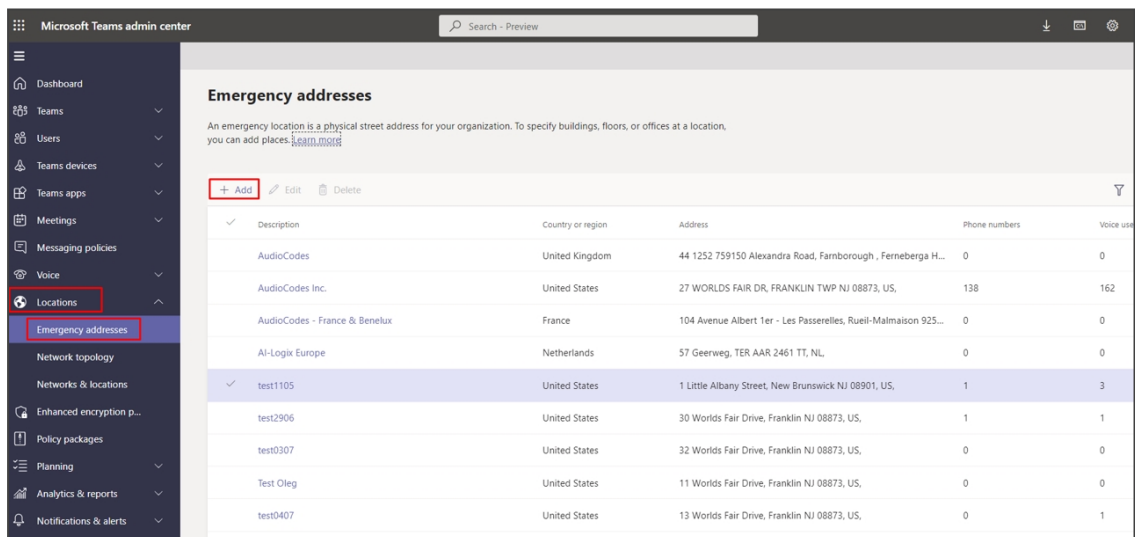 Microsoft Teams admin center
Search - Preview
Dashboard
Teams
Users
Teams devices
Teams apps
Meetings
Messaging policies
Voice
Locations
Emergency addresses
Network topology
Networks & locations
Enhanced encryption p...
Policy packages
Planning
Analytics & reports
Notifications & alerts
Emergency addresses
An emergency location is a physical street address for your organization. To specify buildings, floors, or offices at a location,
you can add places. Learn more
+ Add Edit Delete
Description Country or region Address Phone numbers Voice use
AudioCodes United Kingdom 44 1252 759150 Alexandra Road, Farnborough , Ferneberga H... 0 0
AudioCodes Inc. United States 27 WORLDS FAIR DR, FRANKLIN TWP NJ 08873, US, 138 162
AudioCodes - France & Benelux France 104 Avenue Albert 1er - Les Passerelles, Rueil-Malmaison 925... 0 0
AI-Logix Europe Netherlands 57 Geerweg, TER AAR 2461 TT, NL, 0 0
test1105 United States 1 Little Albany Street, New Brunswick NJ 08901, US, 1 3
test2906 United States 30 Worlds Fair Drive, Franklin NJ 08873, US, 1 1
test0307 United States 32 Worlds Fair Drive, Franklin NJ 08873, US, 0 0
Test Oleg United States 11 Worlds Fair Drive, Franklin NJ 08873, US, 0 0
test0407 United States 13 Worlds Fair Drive, Franklin NJ 08873, US, 0 1